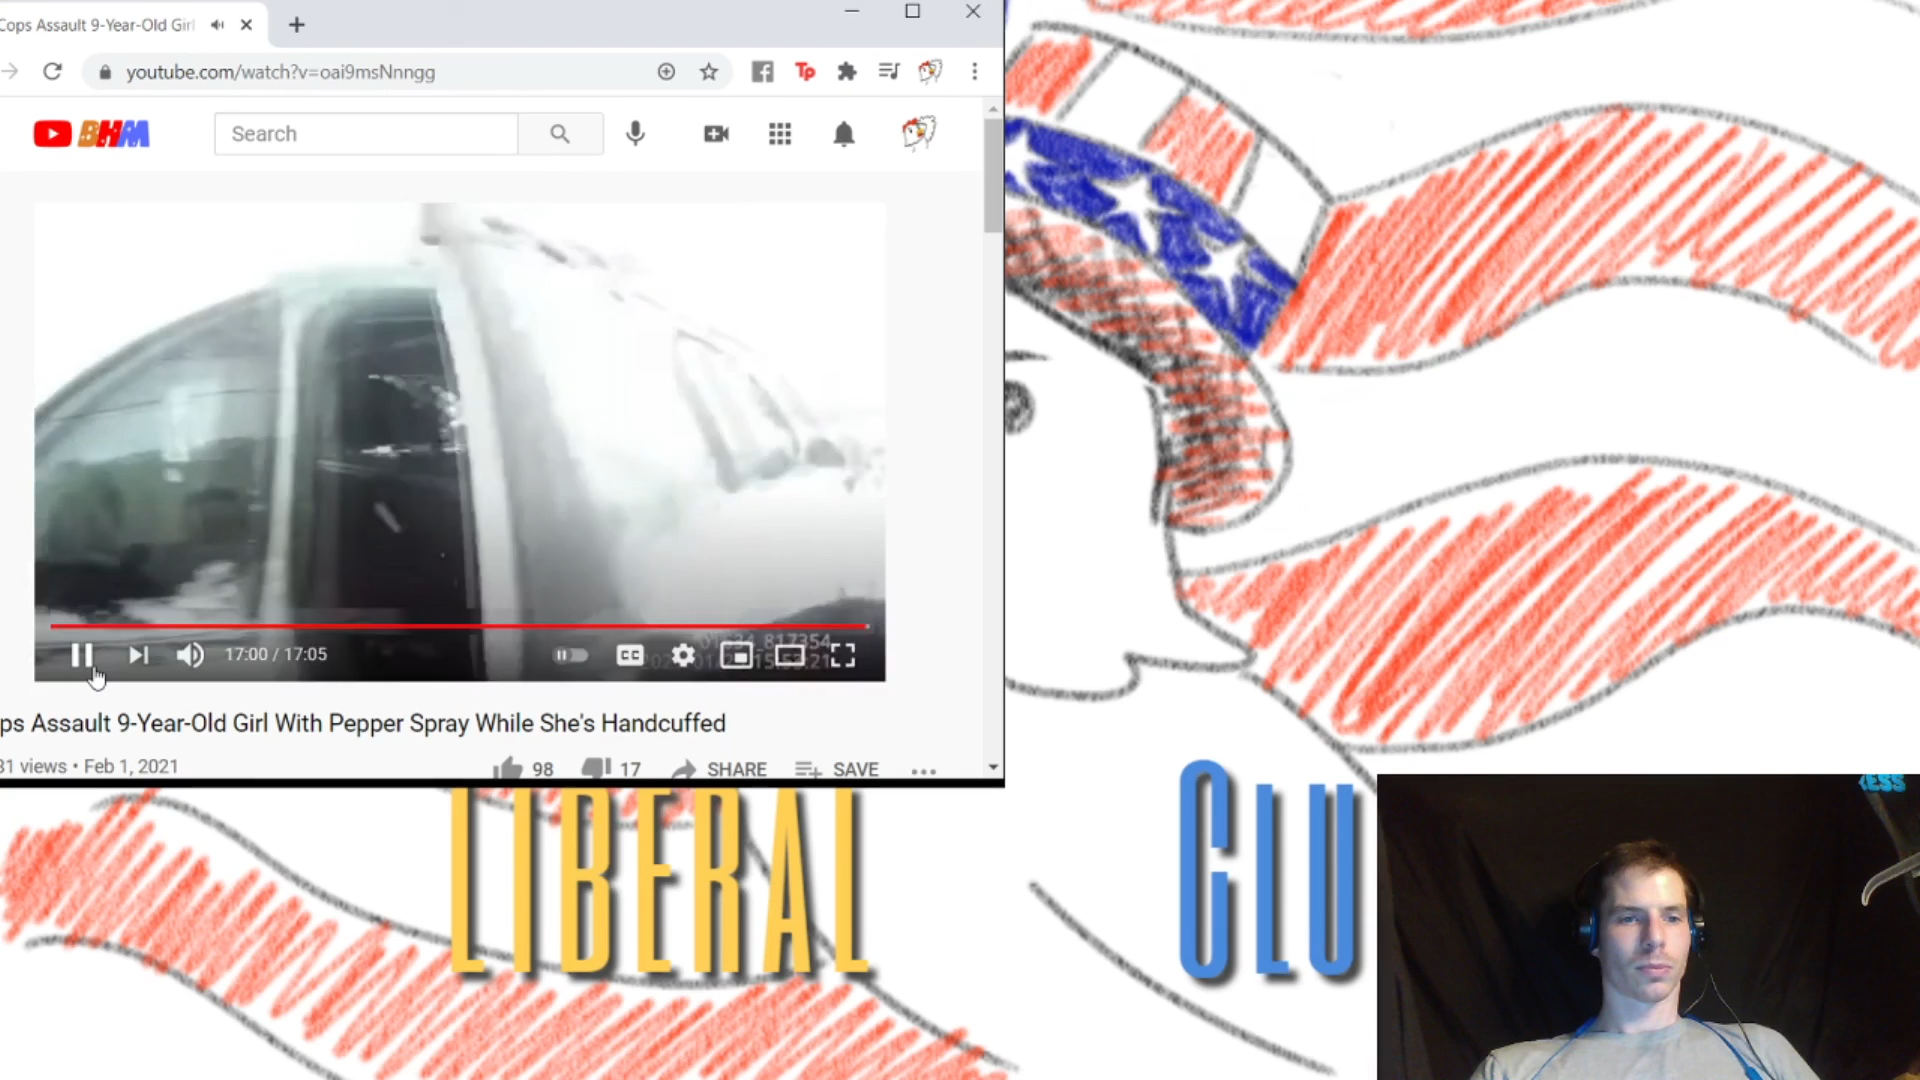 Cops Assault 9-Year-Old Girl
youtube.com/watch?v=oai9msNnngg
Tp
BHM
Search
17:00 / 17:05
CC
ps Assault 9-Year-Old Girl With Pepper Spray While She's Handcuffed
31 views • Feb 1, 2021
98
17
SHARE
SAVE
LIBERAL
CLU